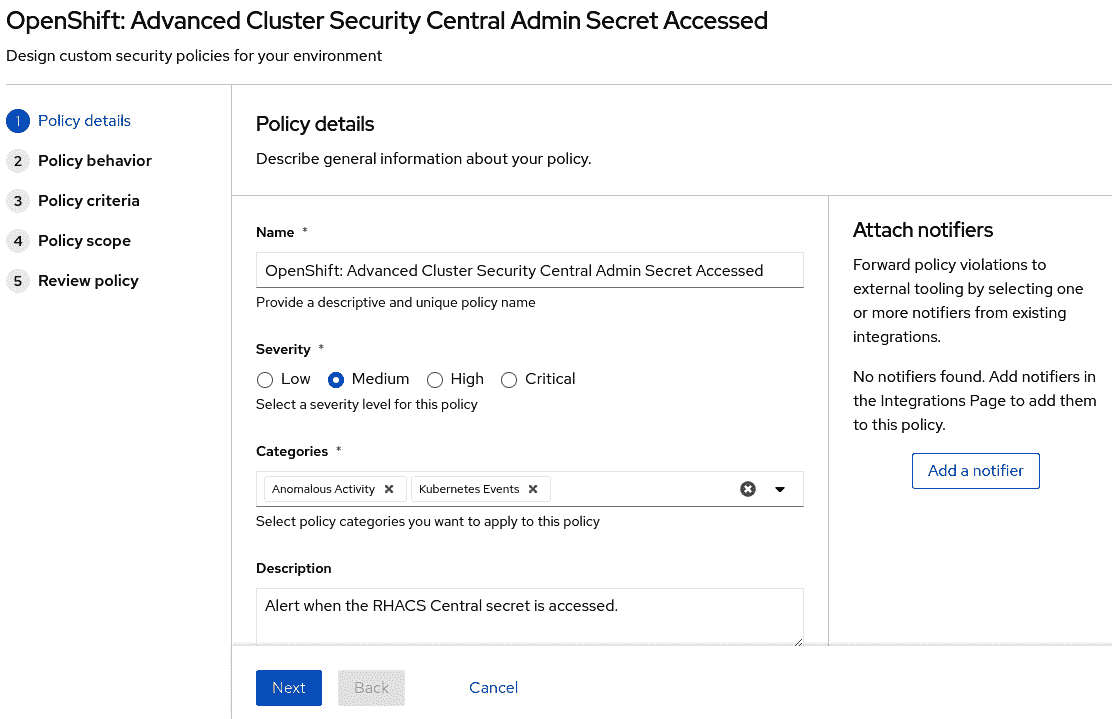 OpenShift: Advanced Cluster Security Central Admin Secret Accessed
Design custom security policies for your environment
1 Policy details
2 Policy behavior
3 Policy criteria
4 Policy scope
5 Review policy
Policy details
Describe general information about your policy.
Name *
OpenShift: Advanced Cluster Security Central Admin Secret Accessed
Provide a descriptive and unique policy name
Severity *
Low Medium High Critical
Select a severity level for this policy
Categories *
Anomalous Activity Kubernetes Events
Select policy categories you want to apply to this policy
Description
Alert when the RHACS Central secret is accessed.
Attach notifiers
Forward policy violations to
external tooling by selecting one
or more notifiers from existing
integrations.
No notifiers found. Add notifiers in
the Integrations Page to add them
to this policy.
Add a notifier
Next Back Cancel